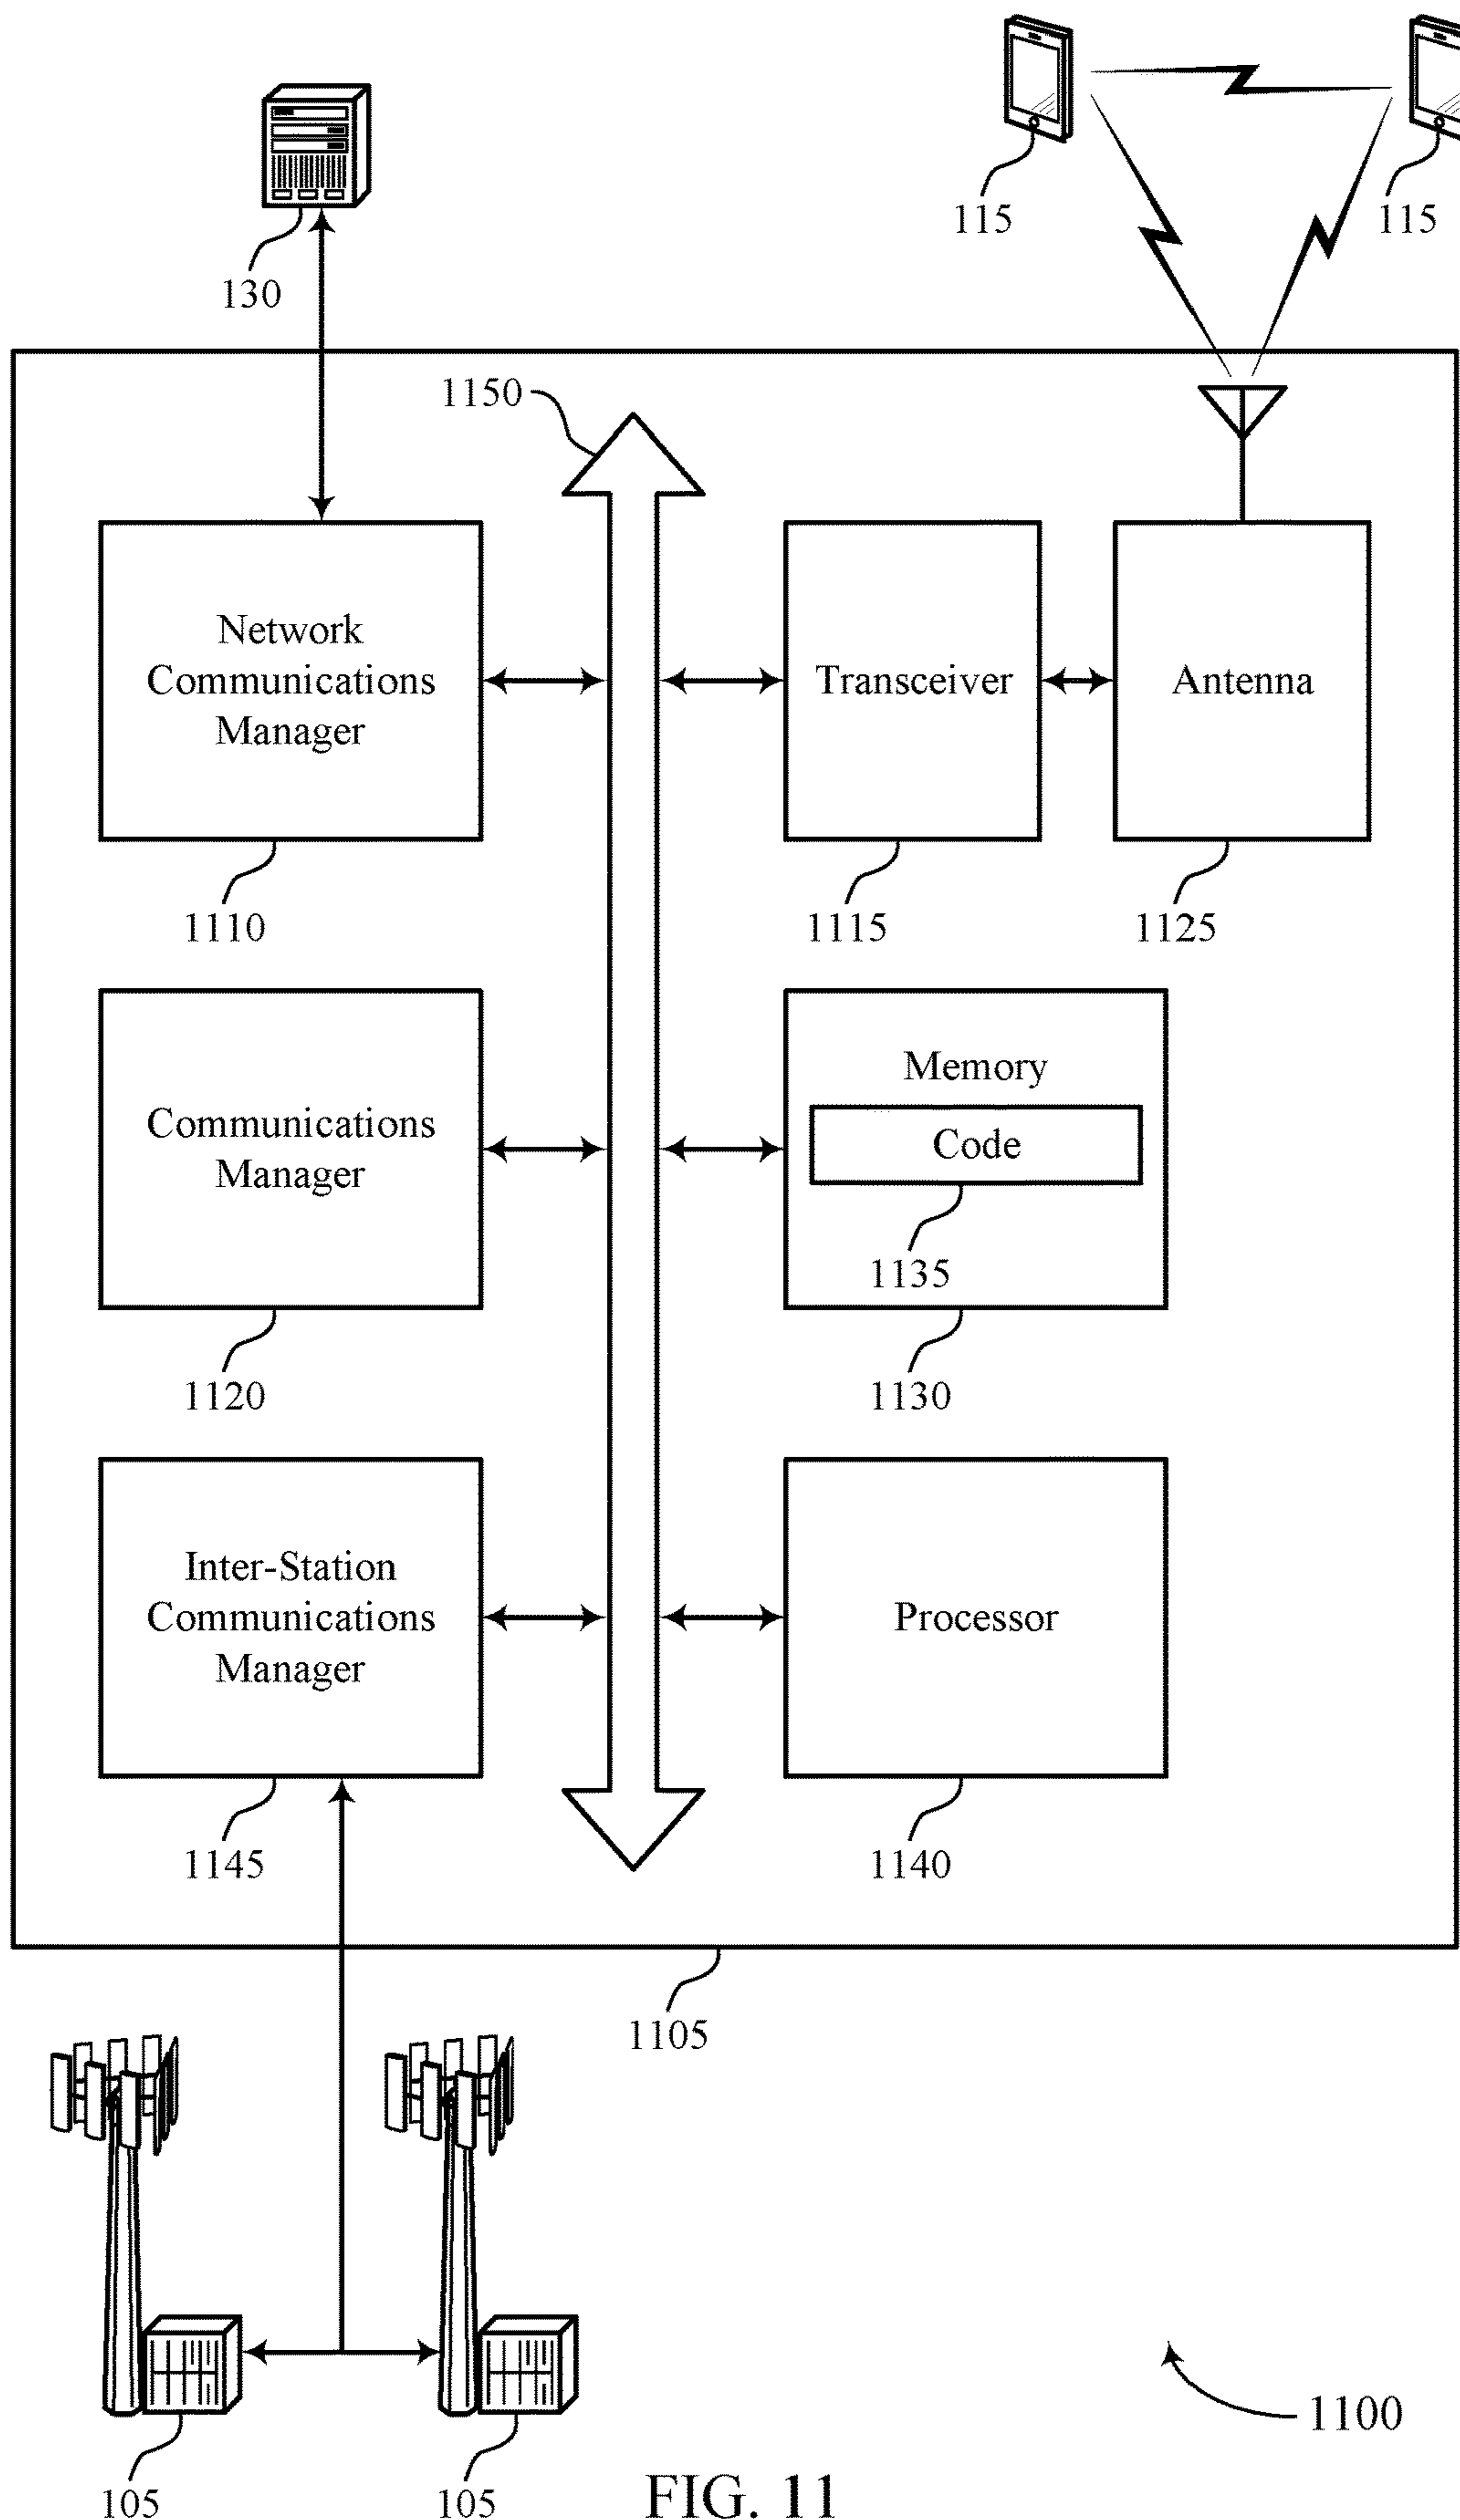 115
115
130
1150
Network
Communications
Manager
Transceiver
Antenna
1110
1115
1125
Communications
Manager
Memory
Code
1135
1120
1130
Inter-Station
Communications
Manager
Processor
1145
1140
1105
1100
105
105
FIG. 11